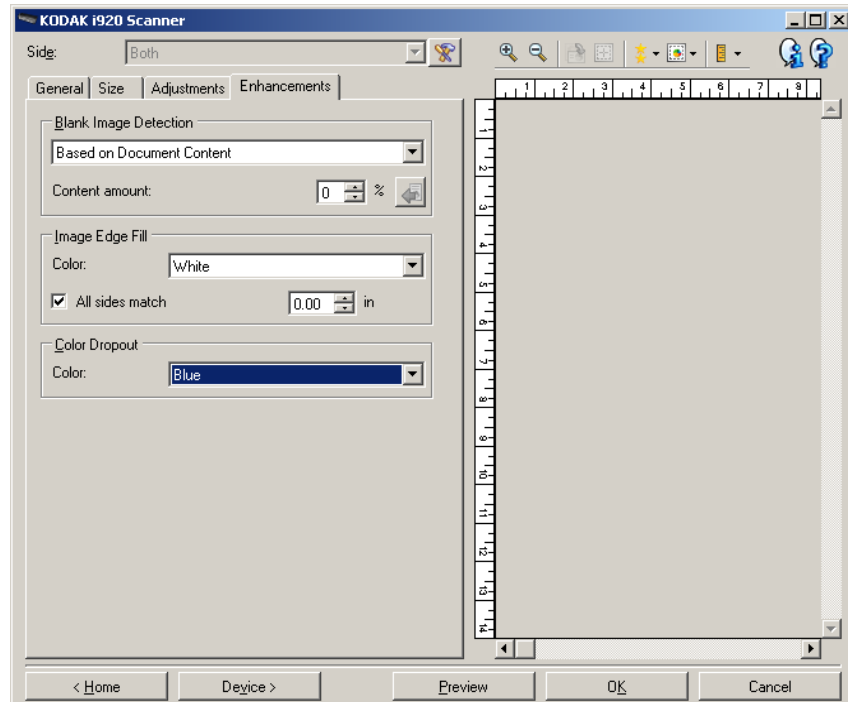 KODAK i920 Scanner
Side: Both
General Size Adjustments Enhancements
Blank Image Detection
Based on Document Content
Content amount: 0 %
Image Edge Fill
Color: White
All sides match 0.00 in
Color Dropout
Color: Blue
1 2 3 4 5 6 7 8
1
2
3
4
5
6
7
8
9
10
11
12
13
14
< Home Device > Preview OK Cancel